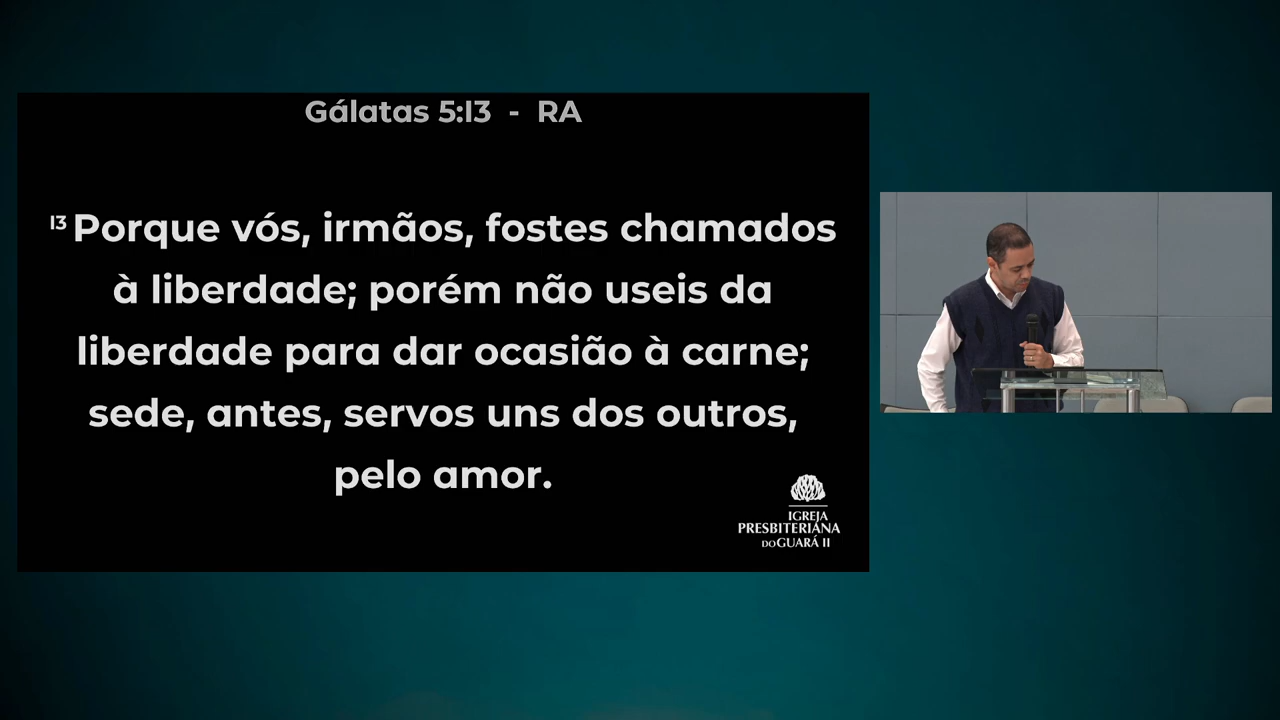 Gálatas 5:13 - RA
13 Porque vós, irmãos, fostes chamados
à liberdade; porém não useis da
liberdade para dar ocasião à carne;
sede, antes, servos uns dos outros,
pelo amor.
IGREJA
PRESBITERIANA
DO GUARÁ II